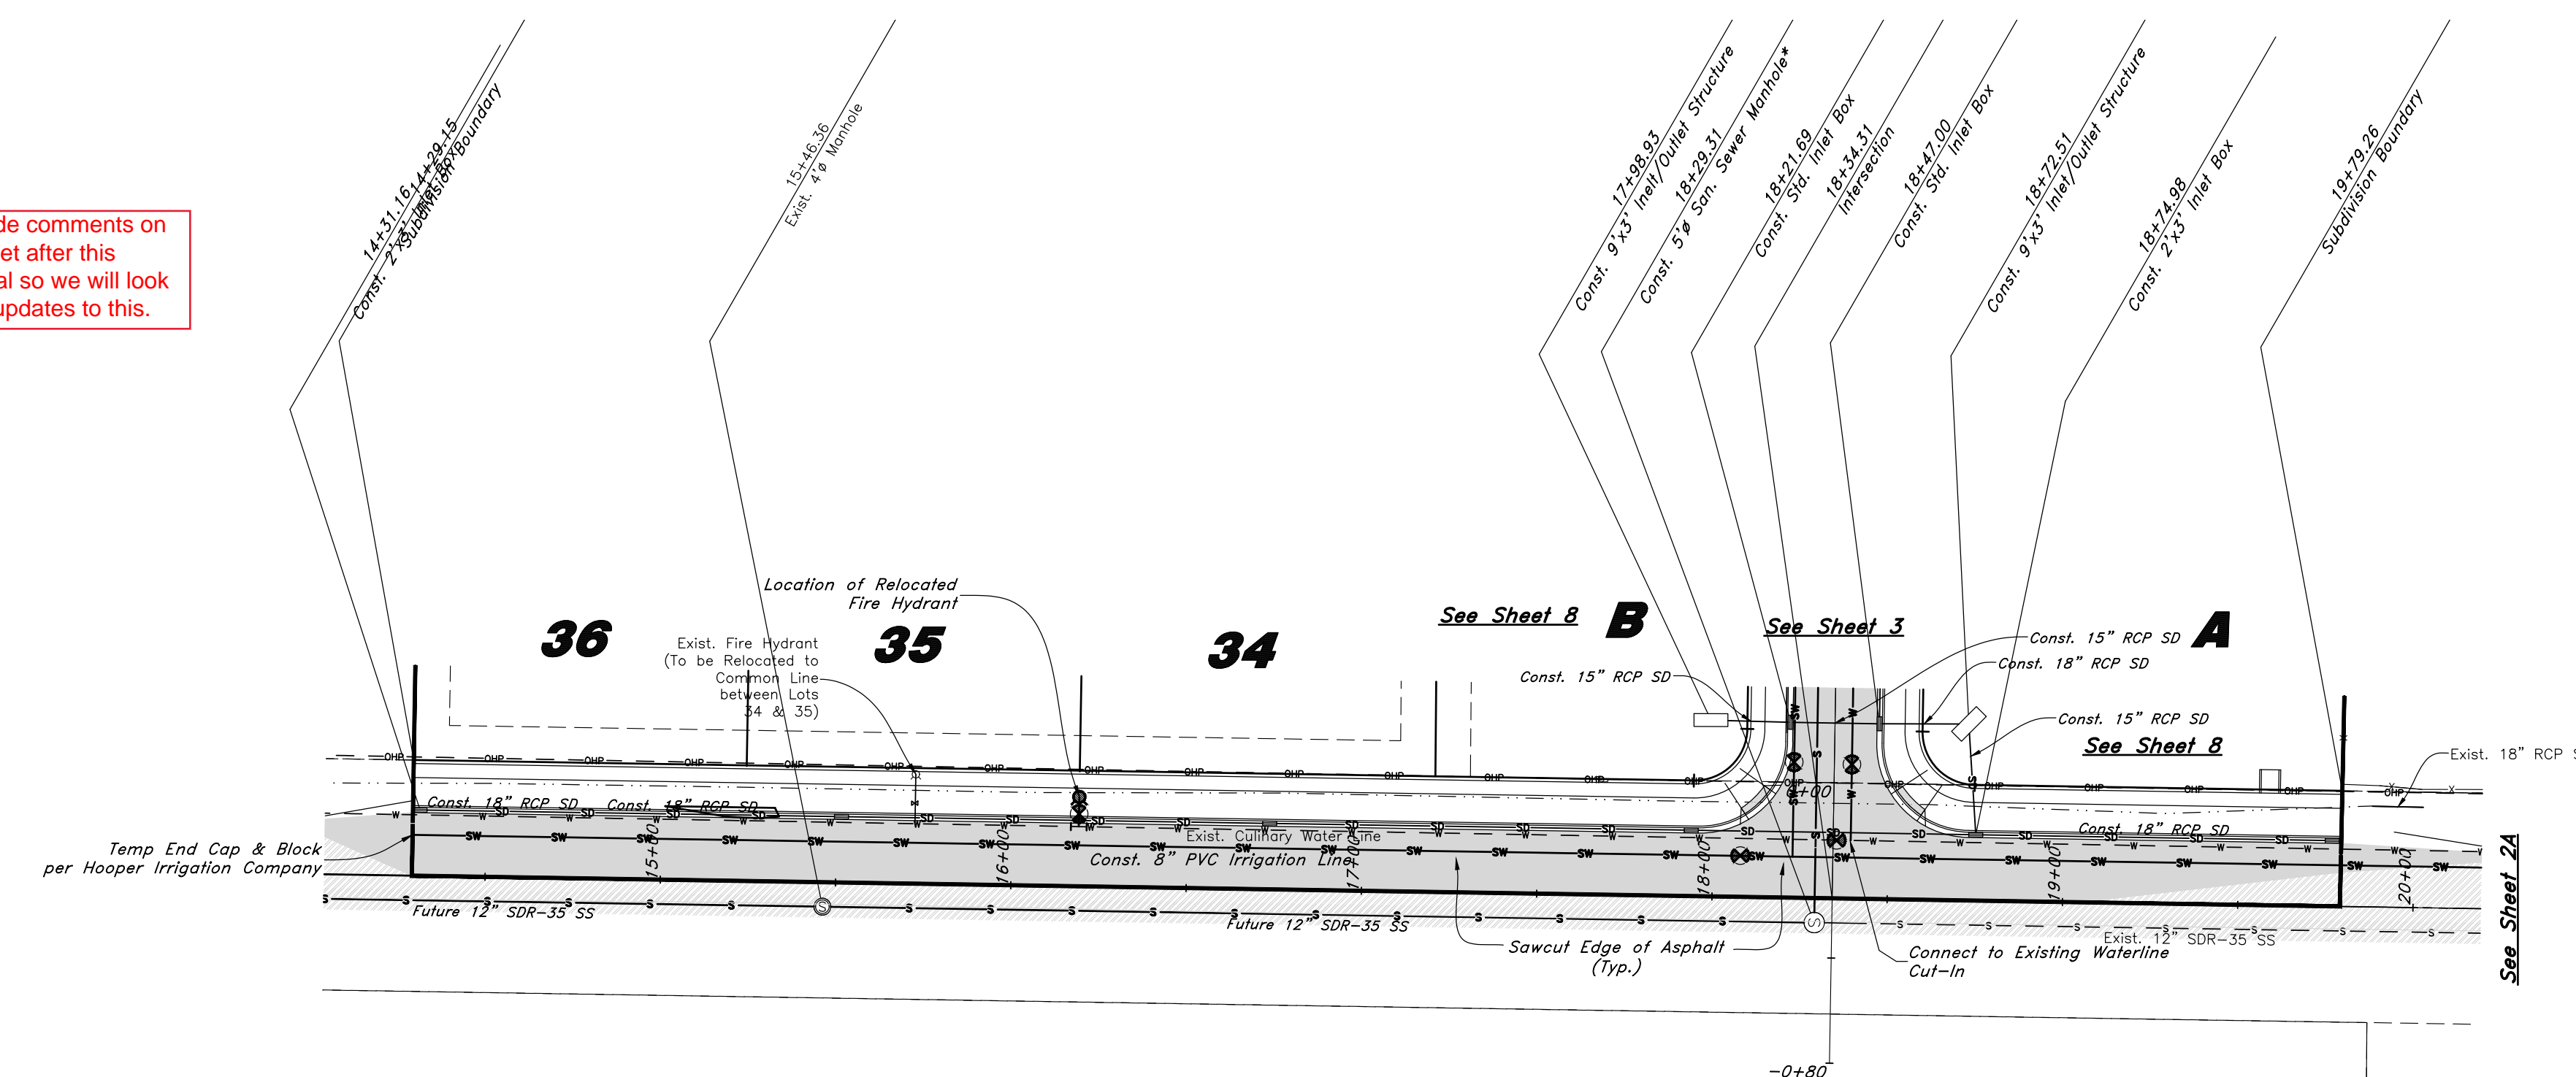 de comments on
et after this
al so we will look
updates to this.
14+29.15
Subdivision Boundary
14+31.16
Const. 2'x3' Inlet Box
15+46.36
Exist. 4'ø Manhole
17+98.93
Const. 9'x3' Inelt/Outlet Structure
18+29.31
Const. 5'ø San. Sewer Manhole*
18+21.69
Const. Std. Inlet Box
18+34.31
Intersection
18+47.00
Const. Std. Inlet Box
18+72.51
Const. 9'x3' Inlet/Outlet Structure
18+74.98
Const. 2'x3' Inlet Box
19+79.26
Subdivision Boundary
Location of Relocated
Fire Hydrant
36
Exist. Fire Hydrant
(To be Relocated to
Common Line
between Lots
34 & 35)
35
34
See Sheet 8
B
See Sheet 3
Const. 15" RCP SD
A
Const. 18" RCP SD
Const. 15" RCP SD
Const. 15" RCP SD
See Sheet 8
Exist. 18" RCP S
Const. 18" RCP SD
Const. 18" RCP SD
Const. 18" RCP SD
Exist. Culinary Water Line
Const. 8" PVC Irrigation Line
Temp End Cap & Block
per Hooper Irrigation Company
15+00
16+00
17+00
18+00
19+00
20+00
Future 12" SDR-35 SS
Future 12" SDR-35 SS
Exist. 12" SDR-35 SS
Sawcut Edge of Asphalt
(Typ.)
Connect to Existing Waterline
Cut-In
See Sheet 2A
-0+80